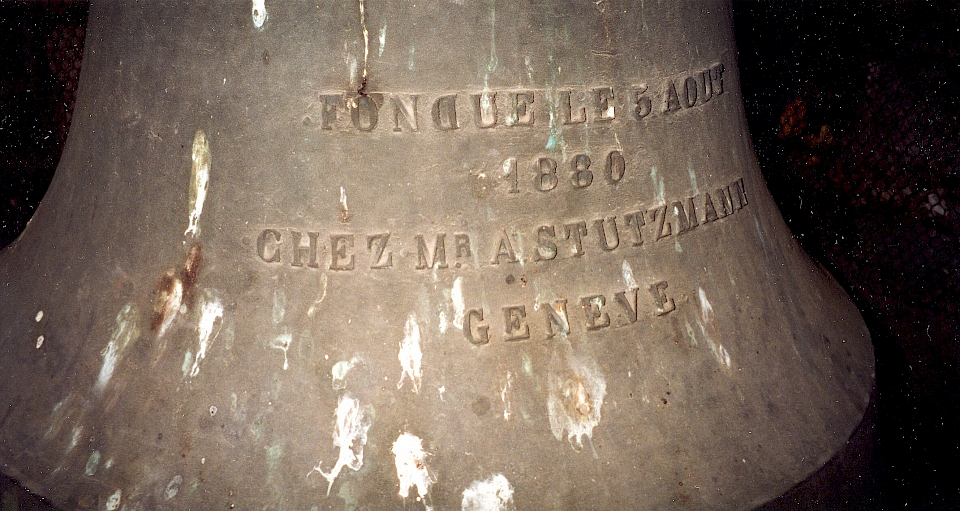 FONDUE LE 5 AOUT
1880
CHEZ MR A STUTZMANN
GENEVE